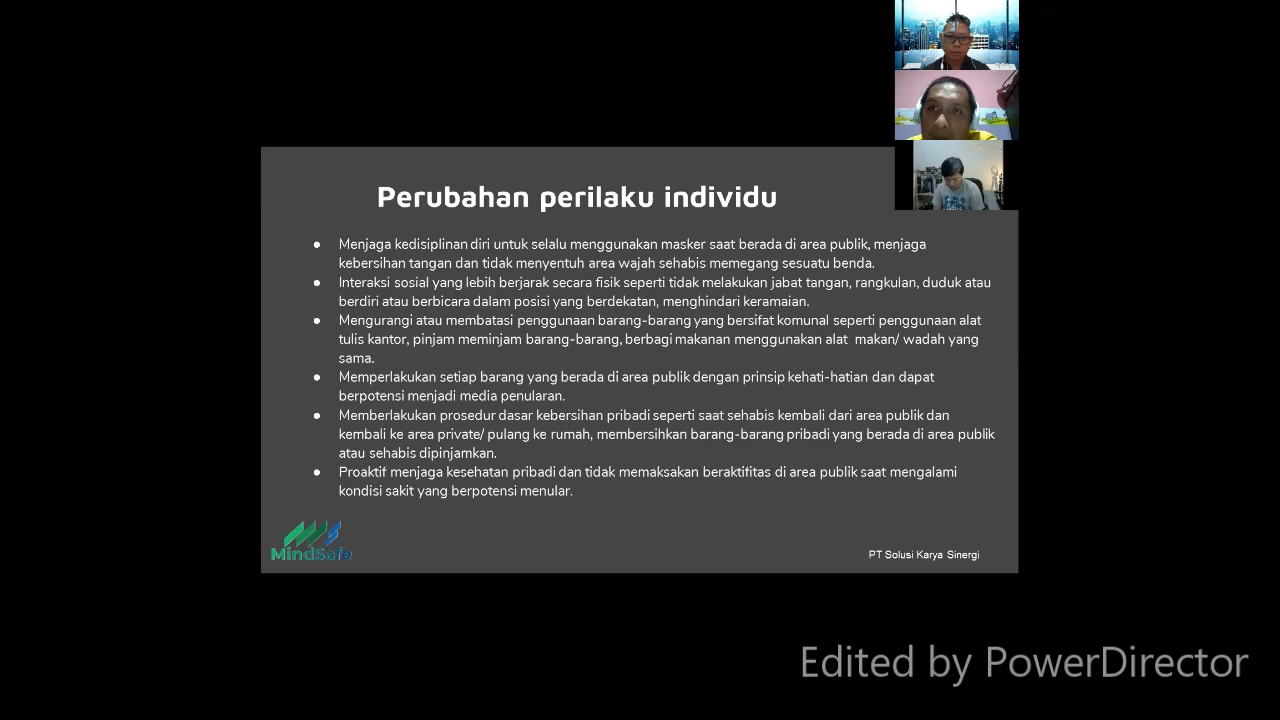 Perubahan perilaku individu
● Menjaga kedisiplinan diri untuk selalu menggunakan masker saat berada di area publik, menjaga
kebersihan tangan dan tidak menyentuh area wajah sehabis memegang sesuatu benda.
● Interaksi sosial yang lebih berjarak secara fisik seperti tidak melakukan jabat tangan, rangkulan, duduk atau
berdiri atau berbicara dalam posisi yang berdekatan, menghindari keramaian.
● Mengurangi atau membatasi penggunaan barang-barang yang bersifat komunal seperti penggunaan alat
tulis kantor, pinjam meminjam barang-barang, berbagi makanan menggunakan alat makan/ wadah yang
sama.
● Memperlakukan setiap barang yang berada di area publik dengan prinsip kehati-hatian dan dapat
berpotensi menjadi media penularan.
● Memberlakukan prosedur dasar kebersihan pribadi seperti saat sehabis kembali dari area publik dan
kembali ke area private/ pulang ke rumah, membersihkan barang-barang pribadi yang berada di area publik
atau sehabis dipinjamkan.
● Proaktif menjaga kesehatan pribadi dan tidak memaksakan beraktifitas di area publik saat mengalami
kondisi sakit yang berpotensi menular.
MindSafe
PT Solusi Karya Sinergi
Edited by PowerDirector